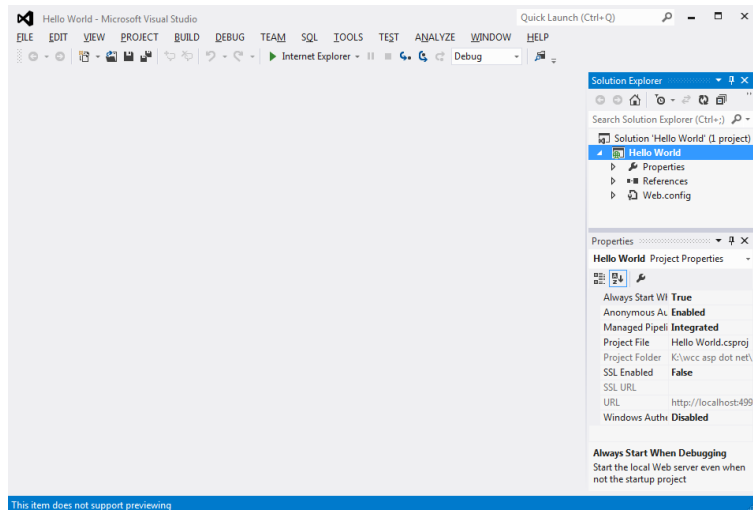 Hello World - Microsoft Visual Studio
Quick Launch (Ctrl+Q)
FILE EDIT VIEW PROJECT BUILD DEBUG TEAM SQL TOOLS TEST ANALYZE WINDOW HELP
Internet Explorer Debug
Solution Explorer
Search Solution Explorer (Ctrl+;)
Solution 'Hello World' (1 project)
Hello World
Properties
References
Web.config
Properties
Hello World Project Properties
Always Start Wh True
Anonymous Au Enabled
Managed Pipeli Integrated
Project File Hello World.csproj
Project Folder K:\wcc asp dot net\
SSL Enabled False
SSL URL
URL http://localhost:499
Windows Authe Disabled
Always Start When Debugging
Start the local Web server even when
not the startup project
This item does not support previewing